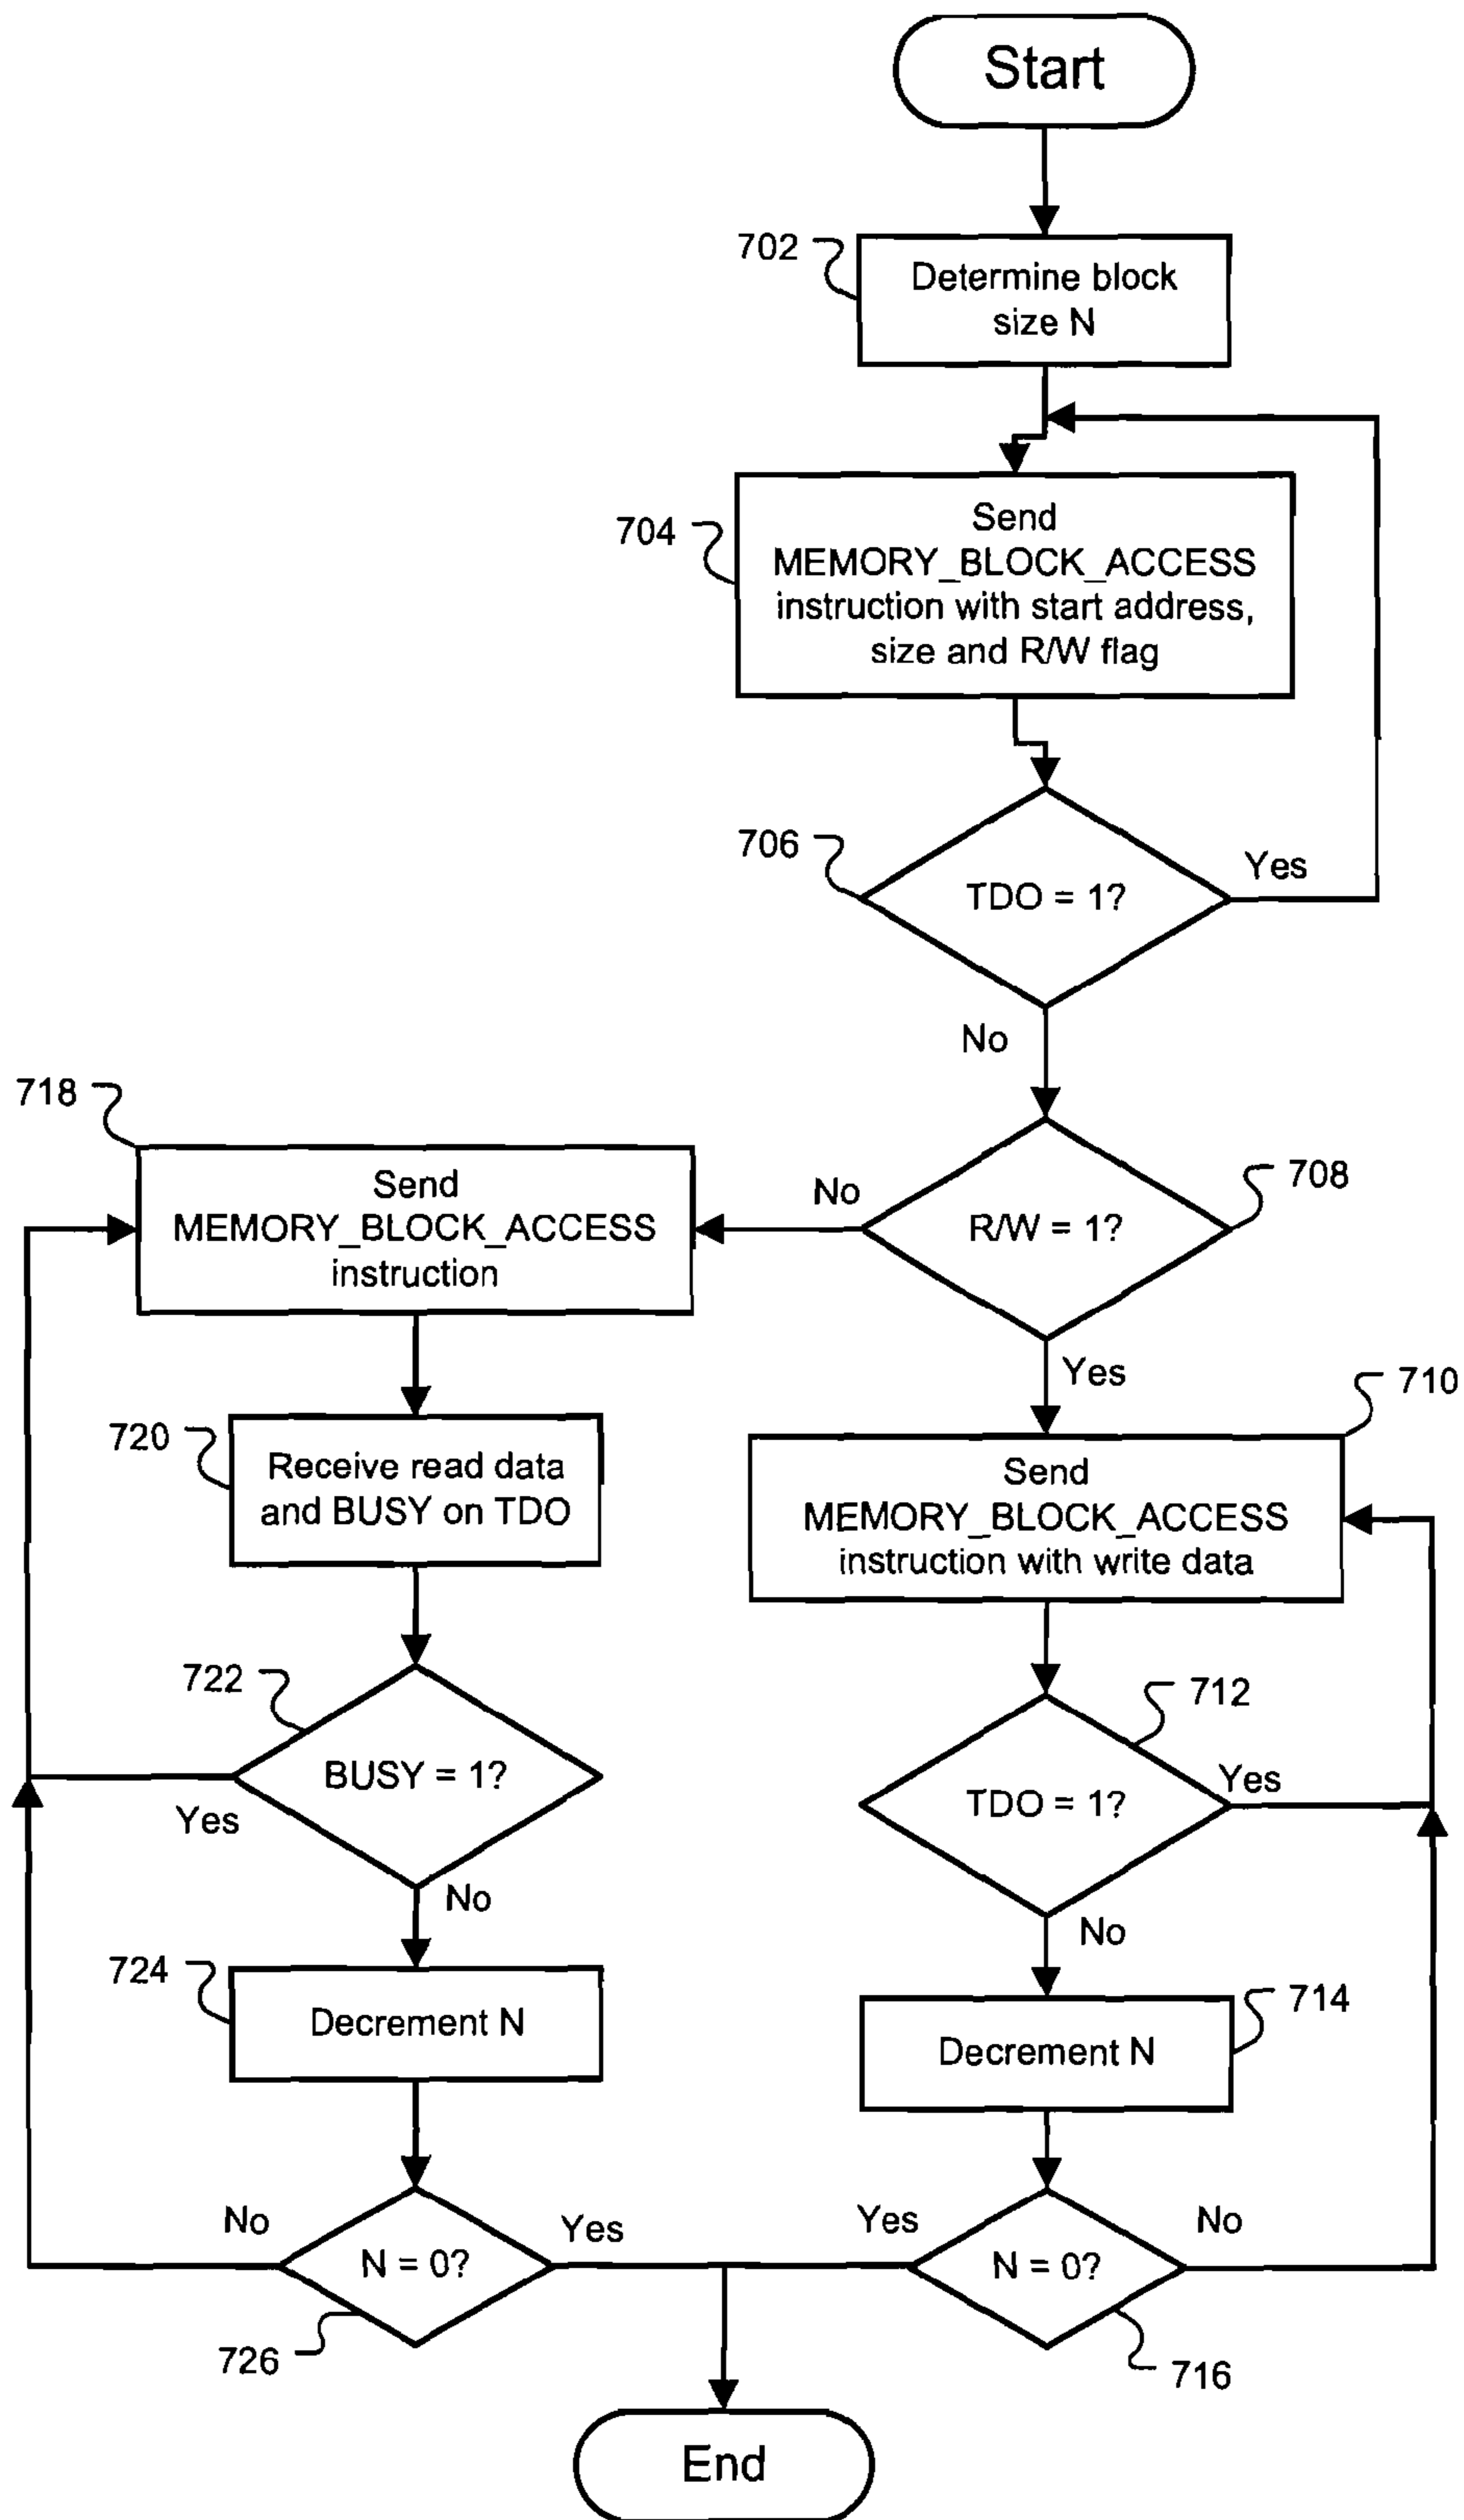 Start
702
Determine block
size N
704
Send
MEMORY_BLOCK_ACCESS
instruction with start address,
size and R/W flag
706
TDO = 1?
Yes
No
718
Send
MEMORY_BLOCK_ACCESS
instruction
No
R/W = 1?
708
Yes
710
720
Receive read data
and BUSY on TDO
Send
MEMORY_BLOCK_ACCESS
instruction with write data
722
BUSY = 1?
Yes
No
712
TDO = 1?
Yes
No
724
Decrement N
714
Decrement N
No
N = 0?
Yes
726
Yes
N = 0?
No
716
End